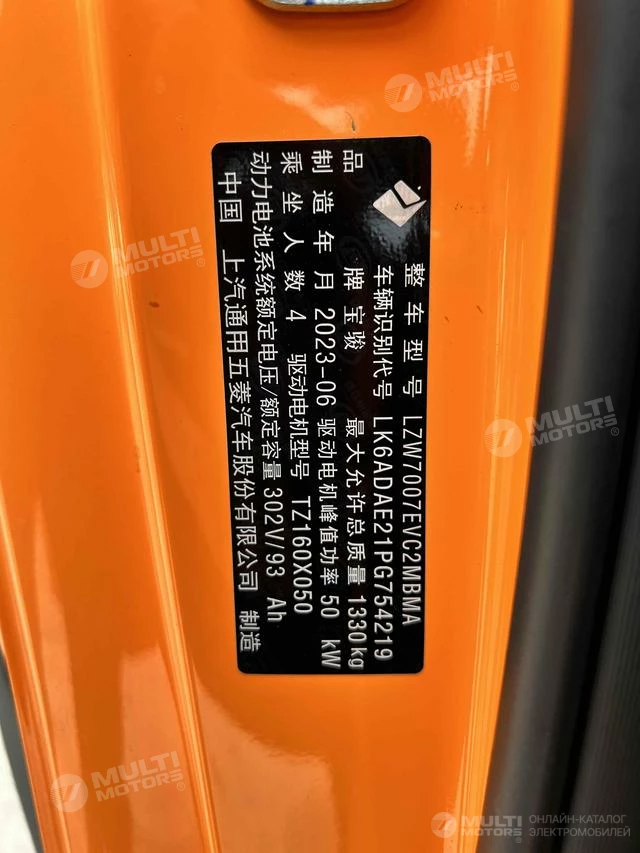 整车型号 LZW7007EVC2MBMA
车辆识别代号 LK6ADAE21PG754219
品 牌 宝骏 最大允许总质量 1330kg
制造年月 2023-06 驱动电机峰值功率 50 kW
乘坐人数 4 驱动电机型号 TZ160X050
动力电池系统额定电压/额定容量 302V/93 Ah
中国 上汽通用五菱汽车股份有限公司 制造
MULTI
MOTORS®
MULTI
MOTORS®
MULTI
MOTORS®
MULTI
MOTORS®
MULTI
MOTORS®
ОНЛАЙН-КАТАЛОГ
ЭЛЕКТРОМОБИЛЕЙ